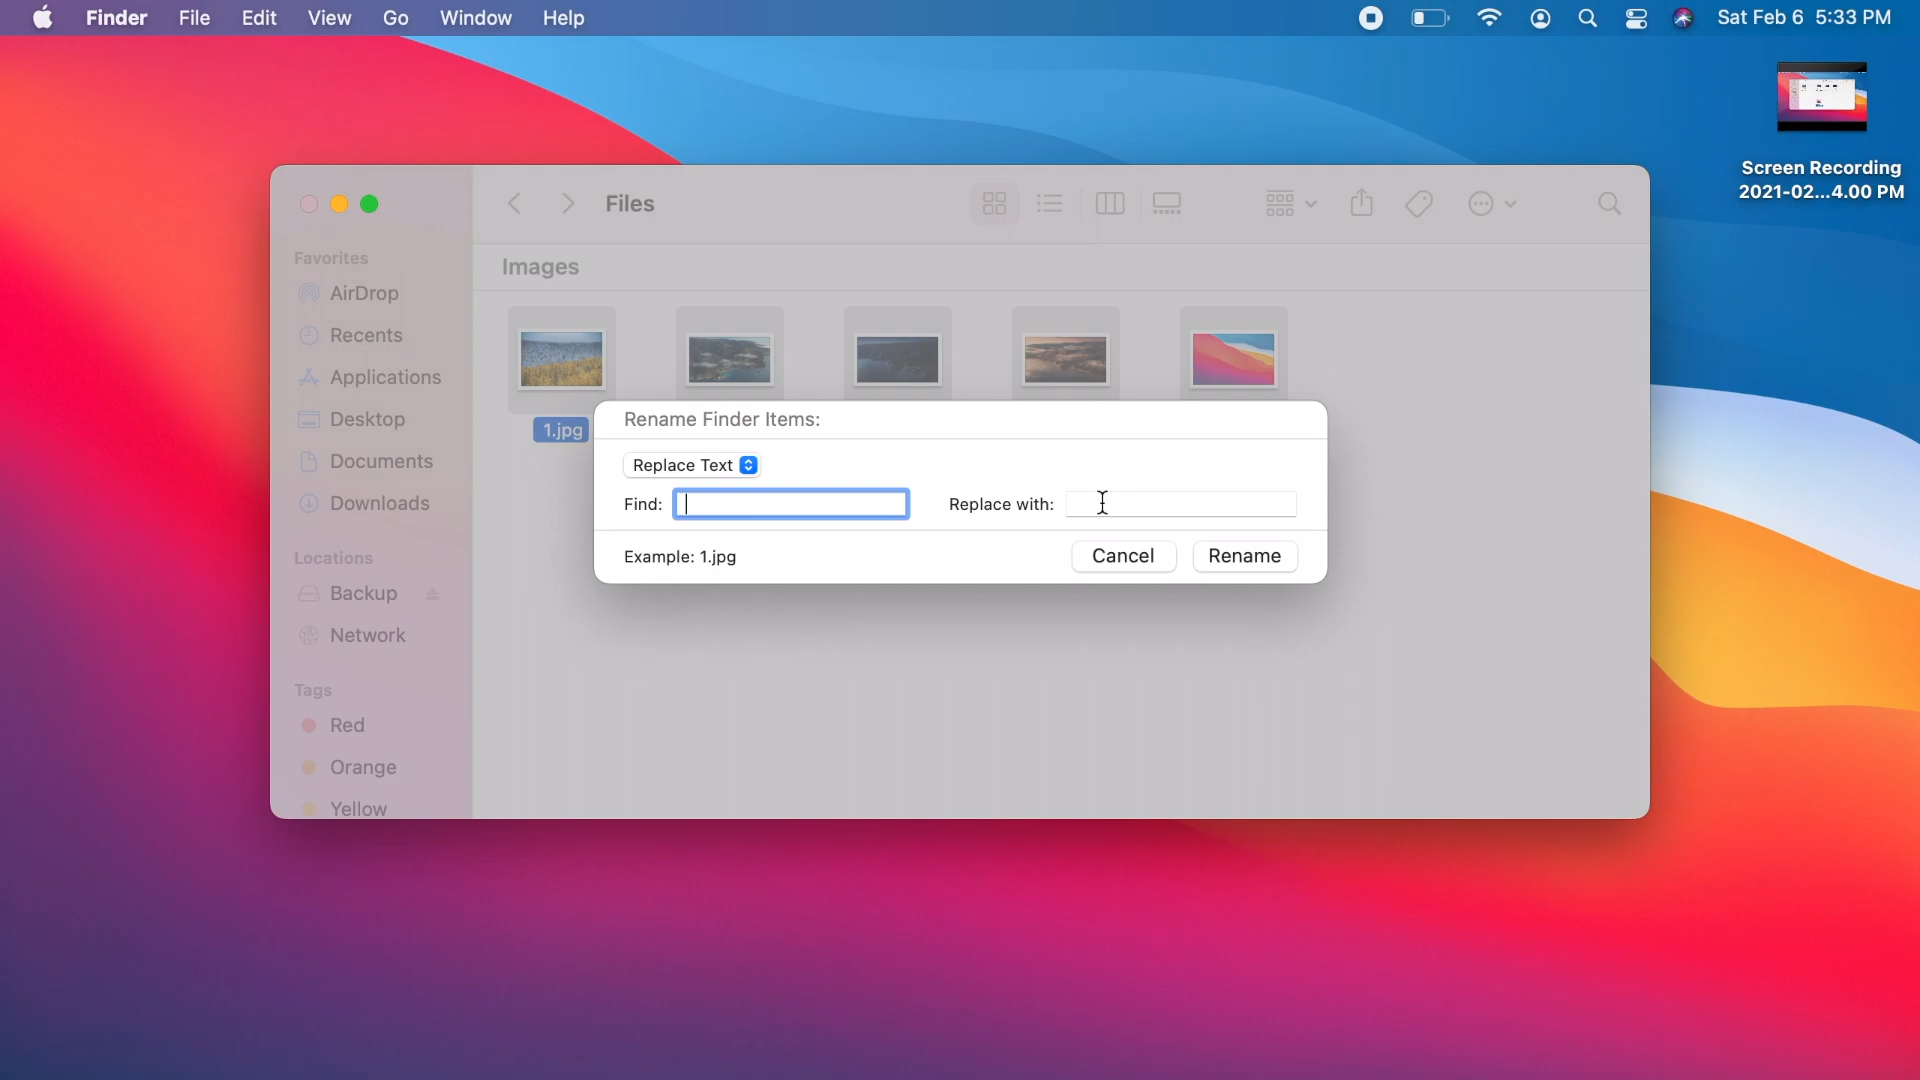 Finder File Edit View Go Window Help Sat Feb 6 5:33 PM
Screen Recording
2021-02...4.00 PM
Files
Favorites
AirDrop
Recents
Applications
Desktop
Documents
Downloads
Locations
Backup
Network
Tags
Red
Orange
Yellow
Images
1.jpg
Rename Finder Items:
Replace Text
Find: Replace with:
Example: 1.jpg Cancel Rename